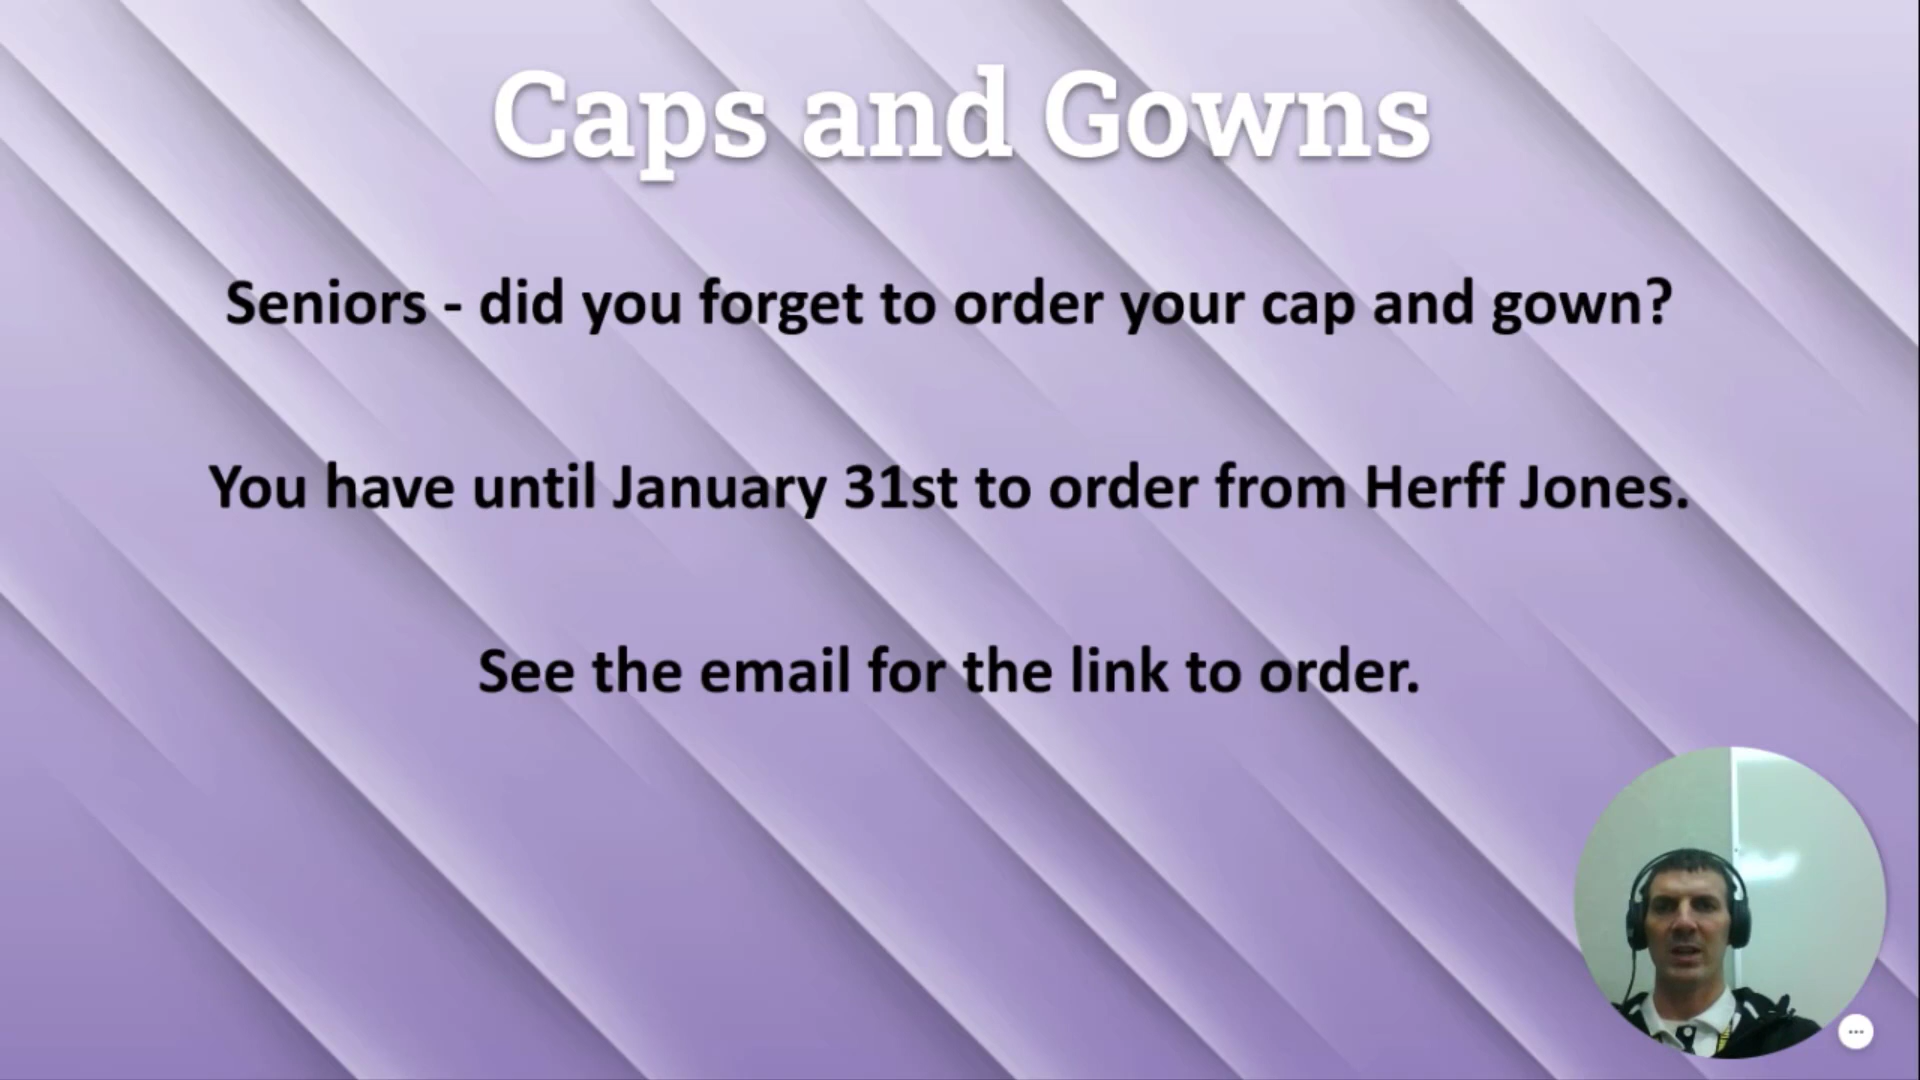 Caps and Gowns
Seniors - did you forget to order your cap and gown?
You have until January 31st to order from Herff Jones.
See the email for the link to order.